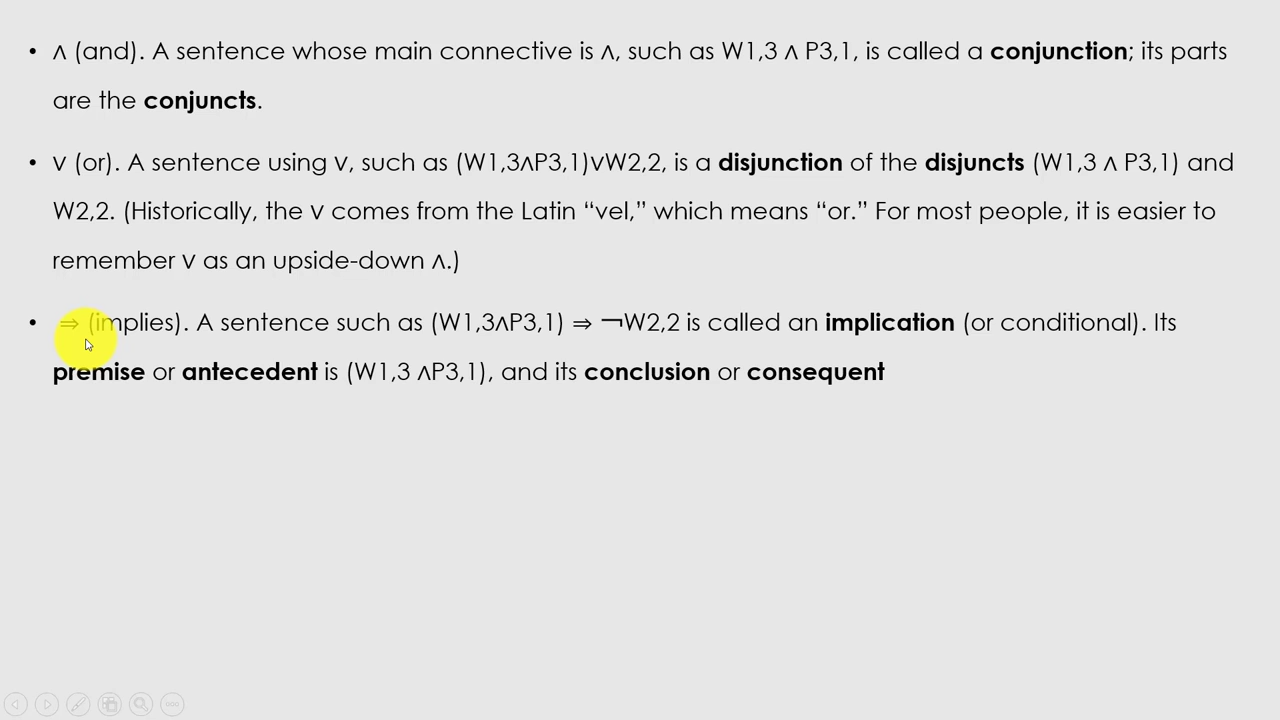 • ∧ (and). A sentence whose main connective is ∧, such as W1,3 ∧ P3,1, is called a conjunction; its parts
are the conjuncts.
• ∨ (or). A sentence using ∨, such as (W1,3∧P3,1)∨W2,2, is a disjunction of the disjuncts (W1,3 ∧ P3,1) and
W2,2. (Historically, the ∨ comes from the Latin “vel,” which means “or.” For most people, it is easier to
remember ∨ as an upside-down ∧.)
• ⇒ (implies). A sentence such as (W1,3∧P3,1) ⇒ ¬W2,2 is called an implication (or conditional). Its
premise or antecedent is (W1,3 ∧P3,1), and its conclusion or consequent